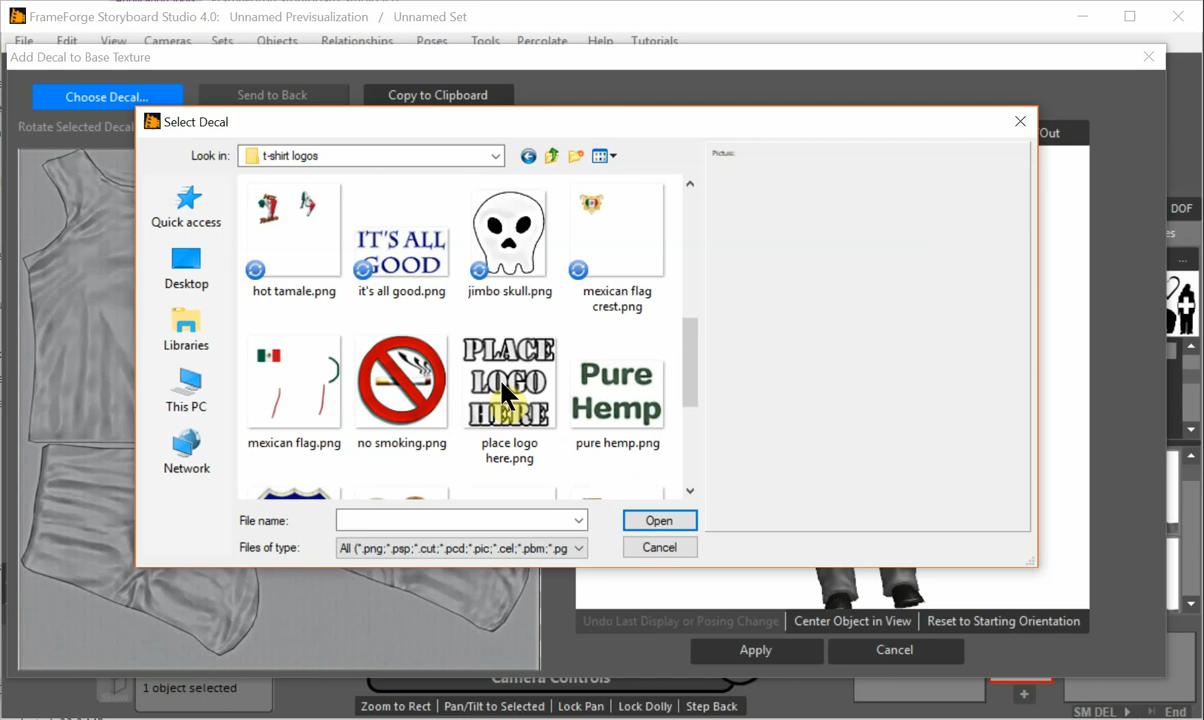 FrameForge Storyboard Studio 4.0: Unnamed Previsualization / Unnamed Set
File Edit View Cameras Sets Objects Relationships Poses Tools Percolate Help Tutorials
Add Decal to Base Texture
Choose Decal... Send to Back Copy to Clipboard
Rotate Selected Decal
Out
Select Decal
Look in: t-shirt logos
Picture:
Quick access
Desktop
Libraries
This PC
Network
IT'S ALL
GOOD
hot tamale.png it's all good.png jimbo skull.png mexican flag
crest.png
PLACE
LOGO
HERE
Pure
Hemp
mexican flag.png no smoking.png place logo
here.png pure hemp.png
File name: Open
Files of type: All (*.png;*.psp;*.cut;*.pcd;*.pic;*.cel;*.pbm;*.pg Cancel
DOF
es
...
Undo Last Display or Posing Change Center Object in View Reset to Starting Orientation
Apply Cancel
1 object selected
Camera Controls
Zoom to Rect Pan/Tilt to Selected Lock Pan Lock Dolly Step Back
+
SM DEL End